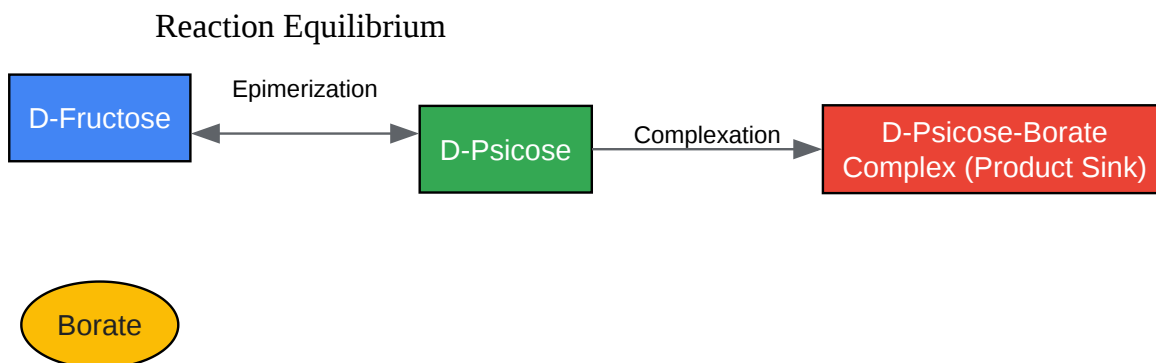 Reaction Equilibrium
D-Fructose
Epimerization
D-Psicose
Complexation
D-Psicose-Borate
Complex (Product Sink)
Borate